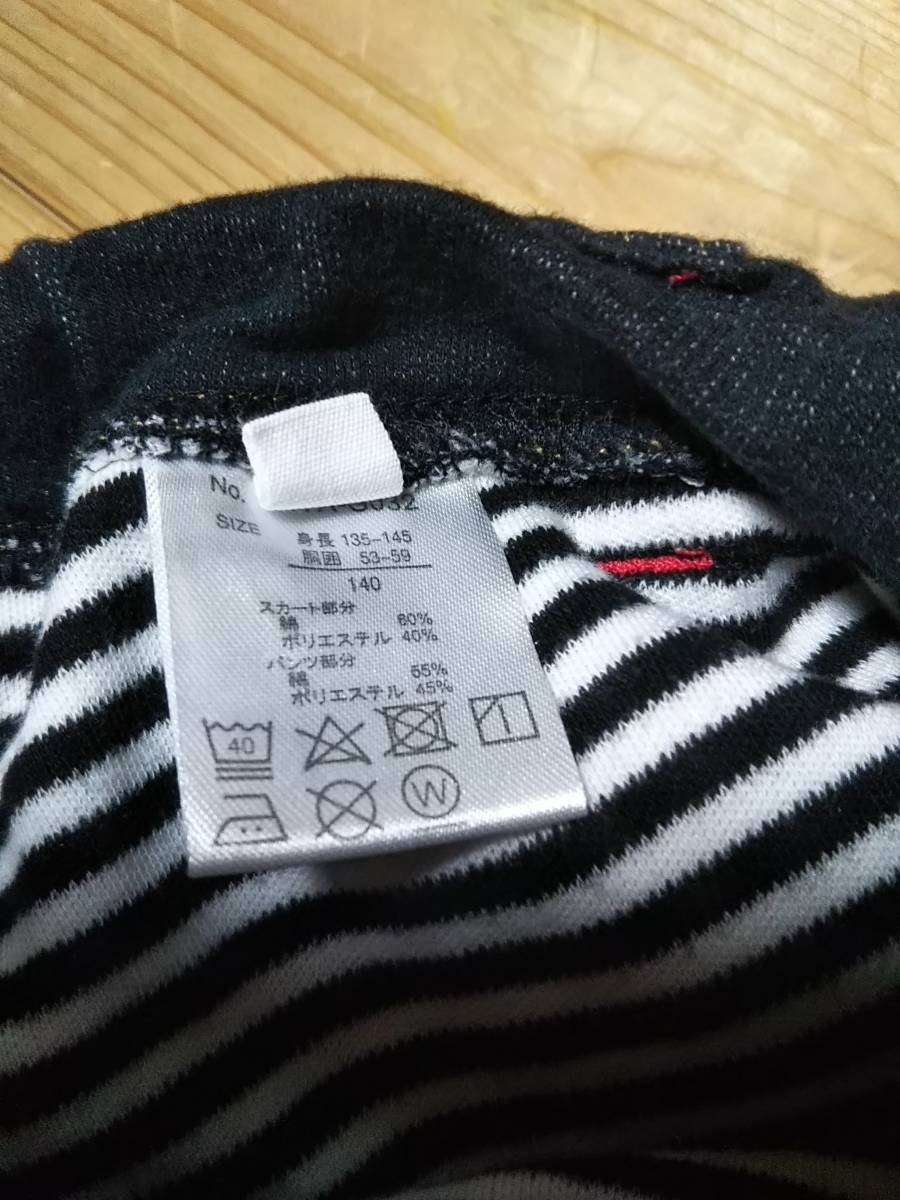 No.
SIZE
身長 135-145
胴囲 53-59
140
スカート部分
綿 60%
ポリエステル 40%
パンツ部分
綿 55%
ポリエステル 45%
40
W